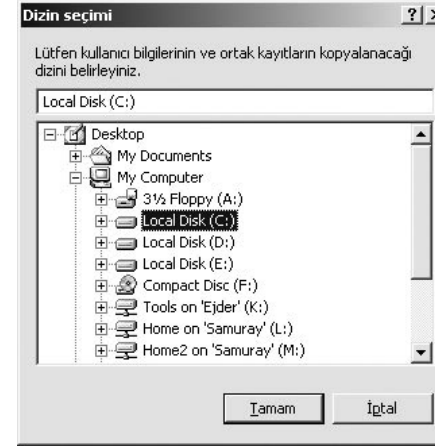 Dizin seçimi
Lütfen kullanıcı bilgilerinin ve ortak kayıtların kopyalanacağı
dizini belirleyiniz.
Local Disk (C:)
Desktop
My Documents
My Computer
3½ Floppy (A:)
Local Disk (C:)
Local Disk (D:)
Local Disk (E:)
Compact Disc (F:)
Tools on 'Ejder' (K:)
Home on 'Samuray' (L:)
Home2 on 'Samuray' (M:)
Tamam
İptal